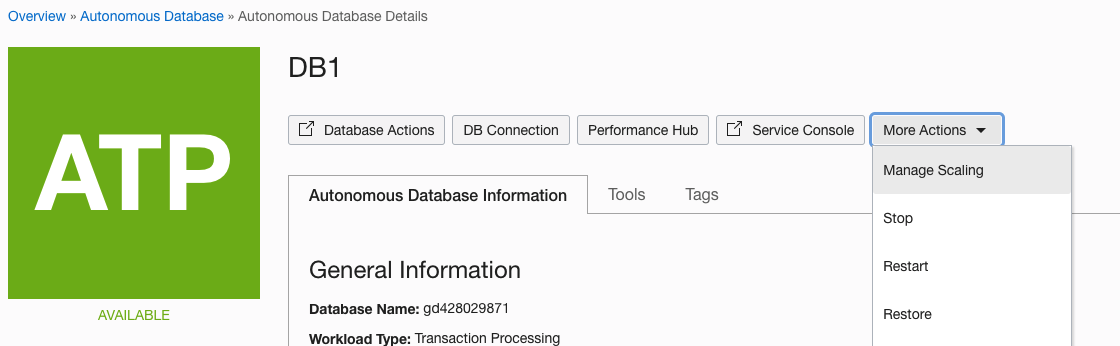 Overview » Autonomous Database » Autonomous Database Details
ATP
AVAILABLE
DB1
Database Actions DB Connection Performance Hub Service Console More Actions
Manage Scaling
Stop
Restart
Restore
Autonomous Database Information Tools Tags
General Information
Database Name: gd428029871
Workload Type: Transaction Processing